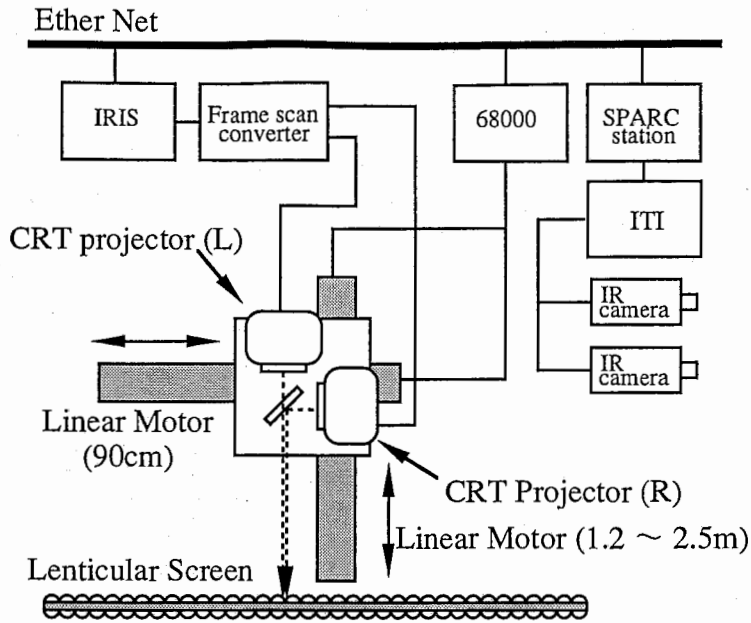 Ether Net
IRIS
Frame scan
converter
68000
SPARC
station
ITI
CRT projector (L)
IR
camera
IR
camera
Linear Motor
(90cm)
CRT Projector (R)
Linear Motor (1.2 ～ 2.5m)
Lenticular Screen